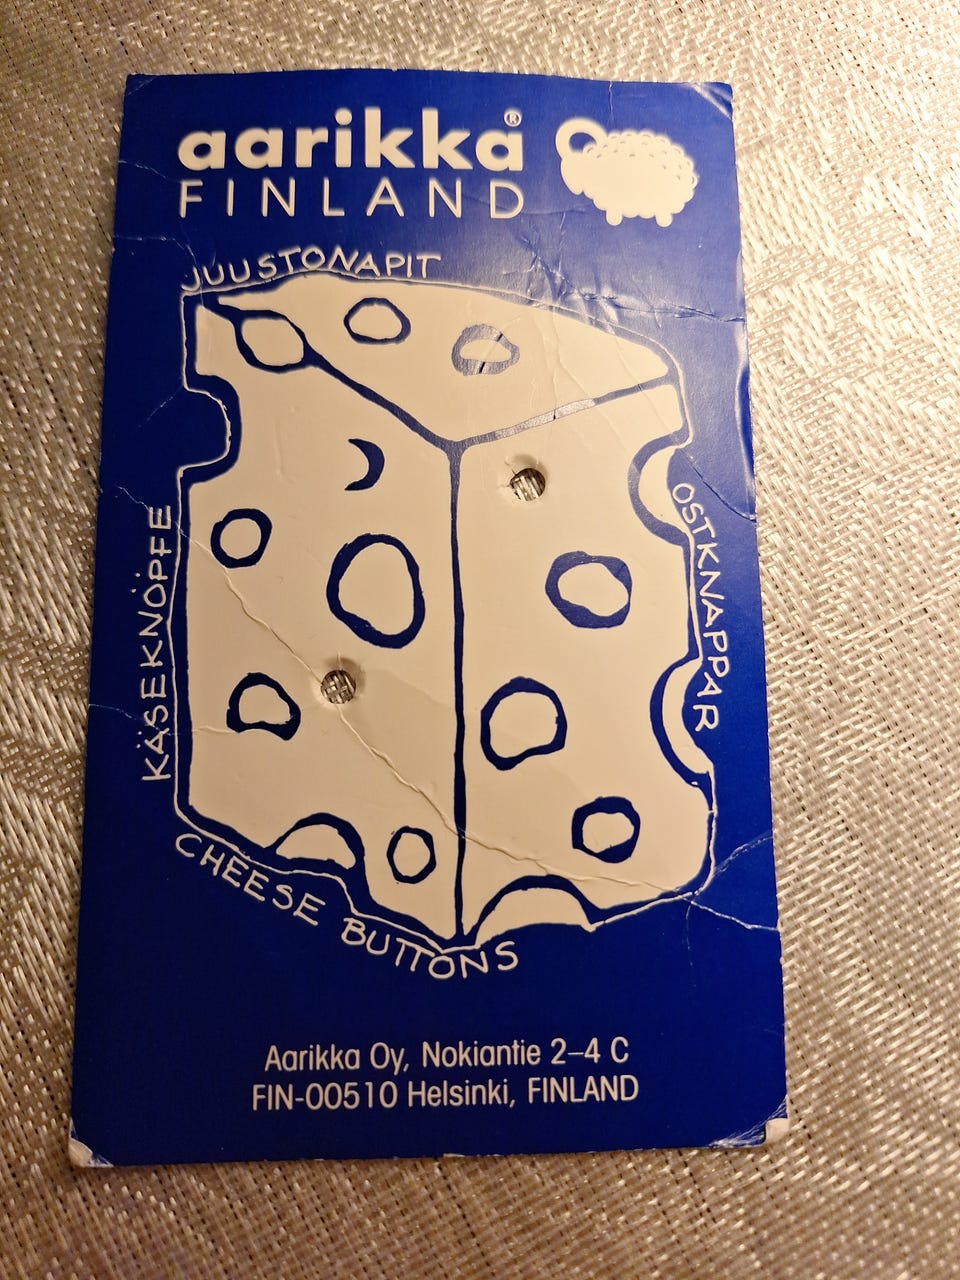 aarikka®
FINLAND
JUUSTONAPIT
KÄSEKNÖPFE
OSTKNAPPAR
CHEESE BUTTONS
Aarikka Oy, Nokiantie 2–4 C
FIN-00510 Helsinki, FINLAND